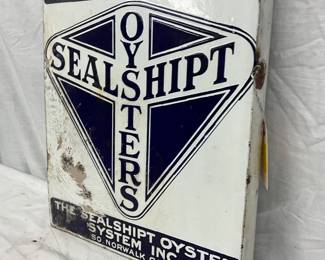 OYSTERS
SEALSHIPT
THE SEALSHIPT OYSTER
SYSTEM INC
SO. NORWALK